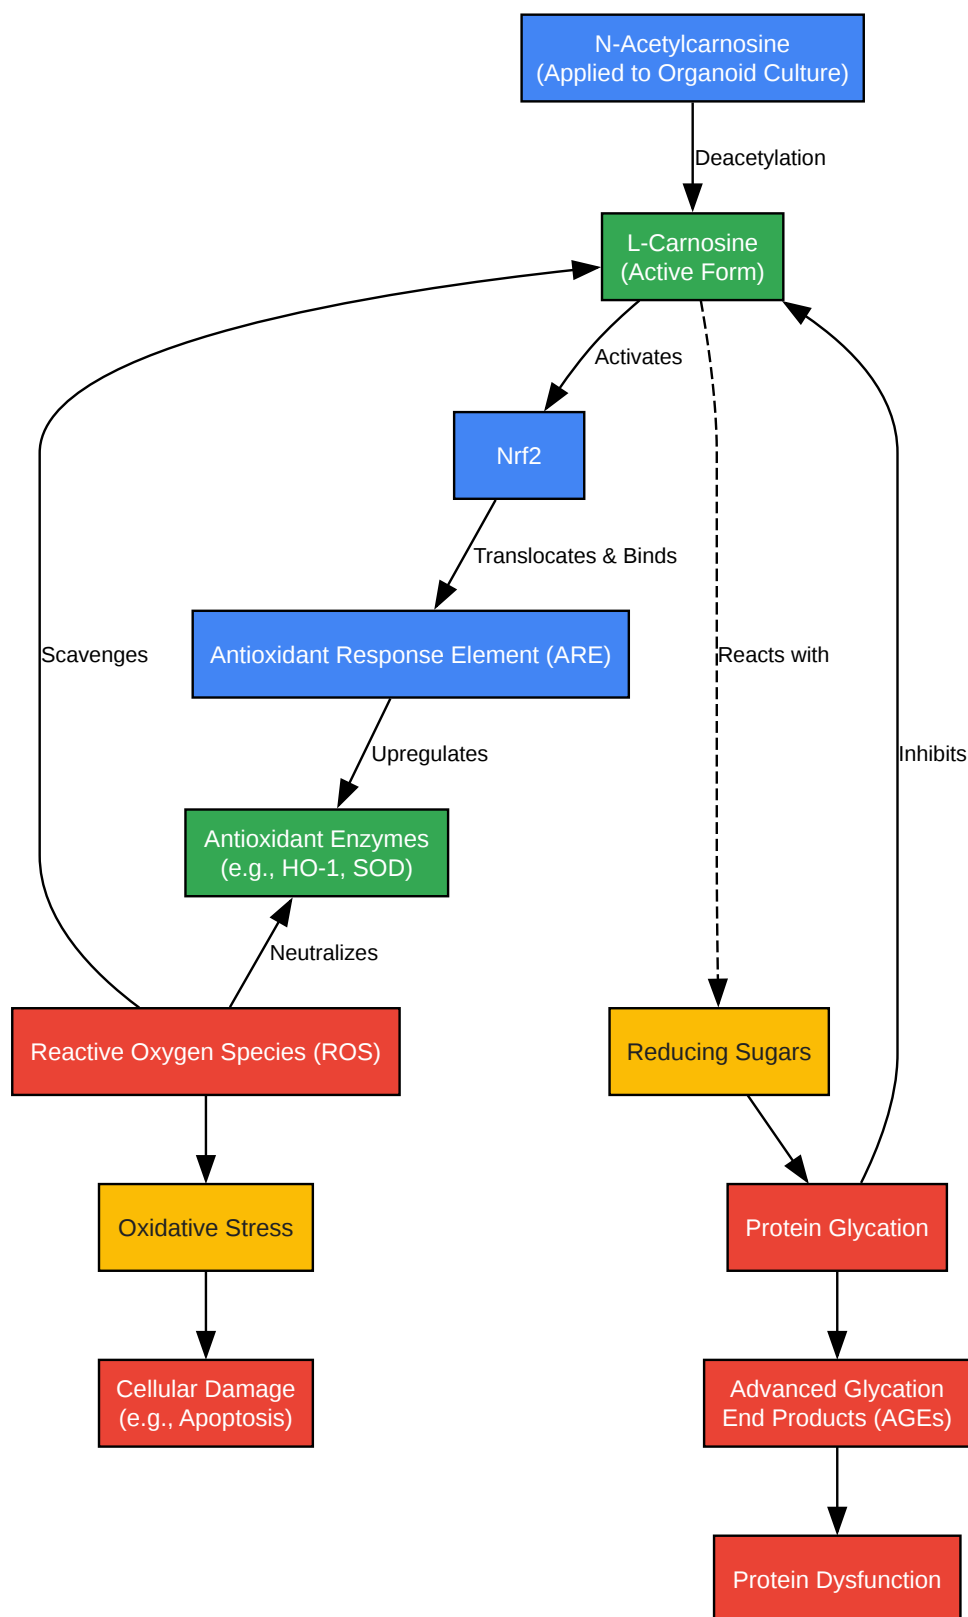 N-Acetylcarnosine
(Applied to Organoid Culture)
Deacetylation
L-Carnosine
(Active Form)
Activates
Nrf2
Translocates & Binds
Antioxidant Response Element (ARE)
Scavenges
Reacts with
Upregulates
Inhibits
Antioxidant Enzymes
(e.g., HO-1, SOD)
Neutralizes
Reactive Oxygen Species (ROS)
Reducing Sugars
Oxidative Stress
Protein Glycation
Cellular Damage
(e.g., Apoptosis)
Advanced Glycation
End Products (AGEs)
Protein Dysfunction